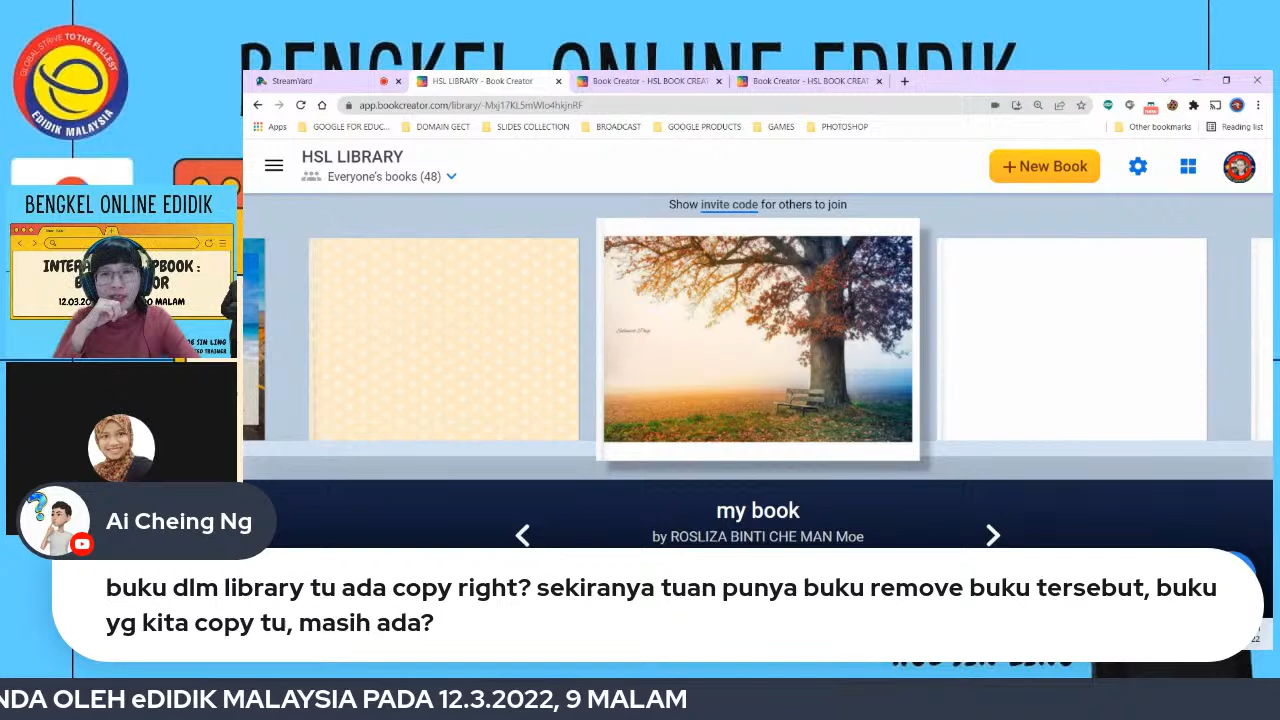 BENGKEL ONLINE EDIDIK
GLOBAL STRIVE TO THE FULLEST
EDIDIK MALAYSIA
StreamYard
HSL LIBRARY - Book Creator
Book Creator - HSL BOOK CREAT
Book Creator - HSL BOOK CREAT
app.bookcreator.com/library/-Mxj17KL5mWIo4hkjnRF
Apps
GOOGLE FOR EDUC...
DOMAIN GECT
SLIDES COLLECTION
BROADCAST
GOOGLE PRODUCTS
GAMES
PHOTOSHOP
Other bookmarks
Reading list
HSL LIBRARY
Everyone's books (48)
+ New Book
Show invite code for others to join
BENGKEL ONLINE EDIDIK
12.03.20
MALAM
my book
by ROSLIZA BINTI CHE MAN Moe
Ai Cheing Ng
buku dlm library tu ada copy right? sekiranya tuan punya buku remove buku tersebut, buku
yg kita copy tu, masih ada?
NDA OLEH eDIDIK MALAYSIA PADA 12.3.2022, 9 MALAM